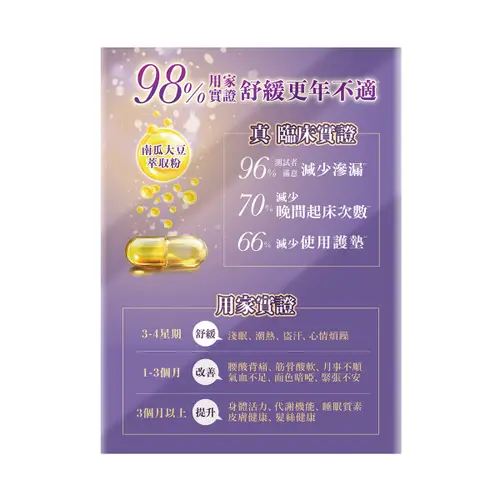 98% 用家實證 舒緩更年不適
南瓜大豆
萃取粉
真 臨床實證
96% 測試者滿意 減少滲漏
70% 減少晚間起床次數
66% 減少使用護墊
用家實證
3-4星期 舒緩 淺眠、潮熱、盜汗、心情煩躁
1-3個月 改善 腰酸背痛、筋骨酸軟、月事不順
氣血不足、面色暗啞、緊張不安
3個月以上 提升 身體活力、代謝機能、睡眠質素
皮膚健康、髮絲健康